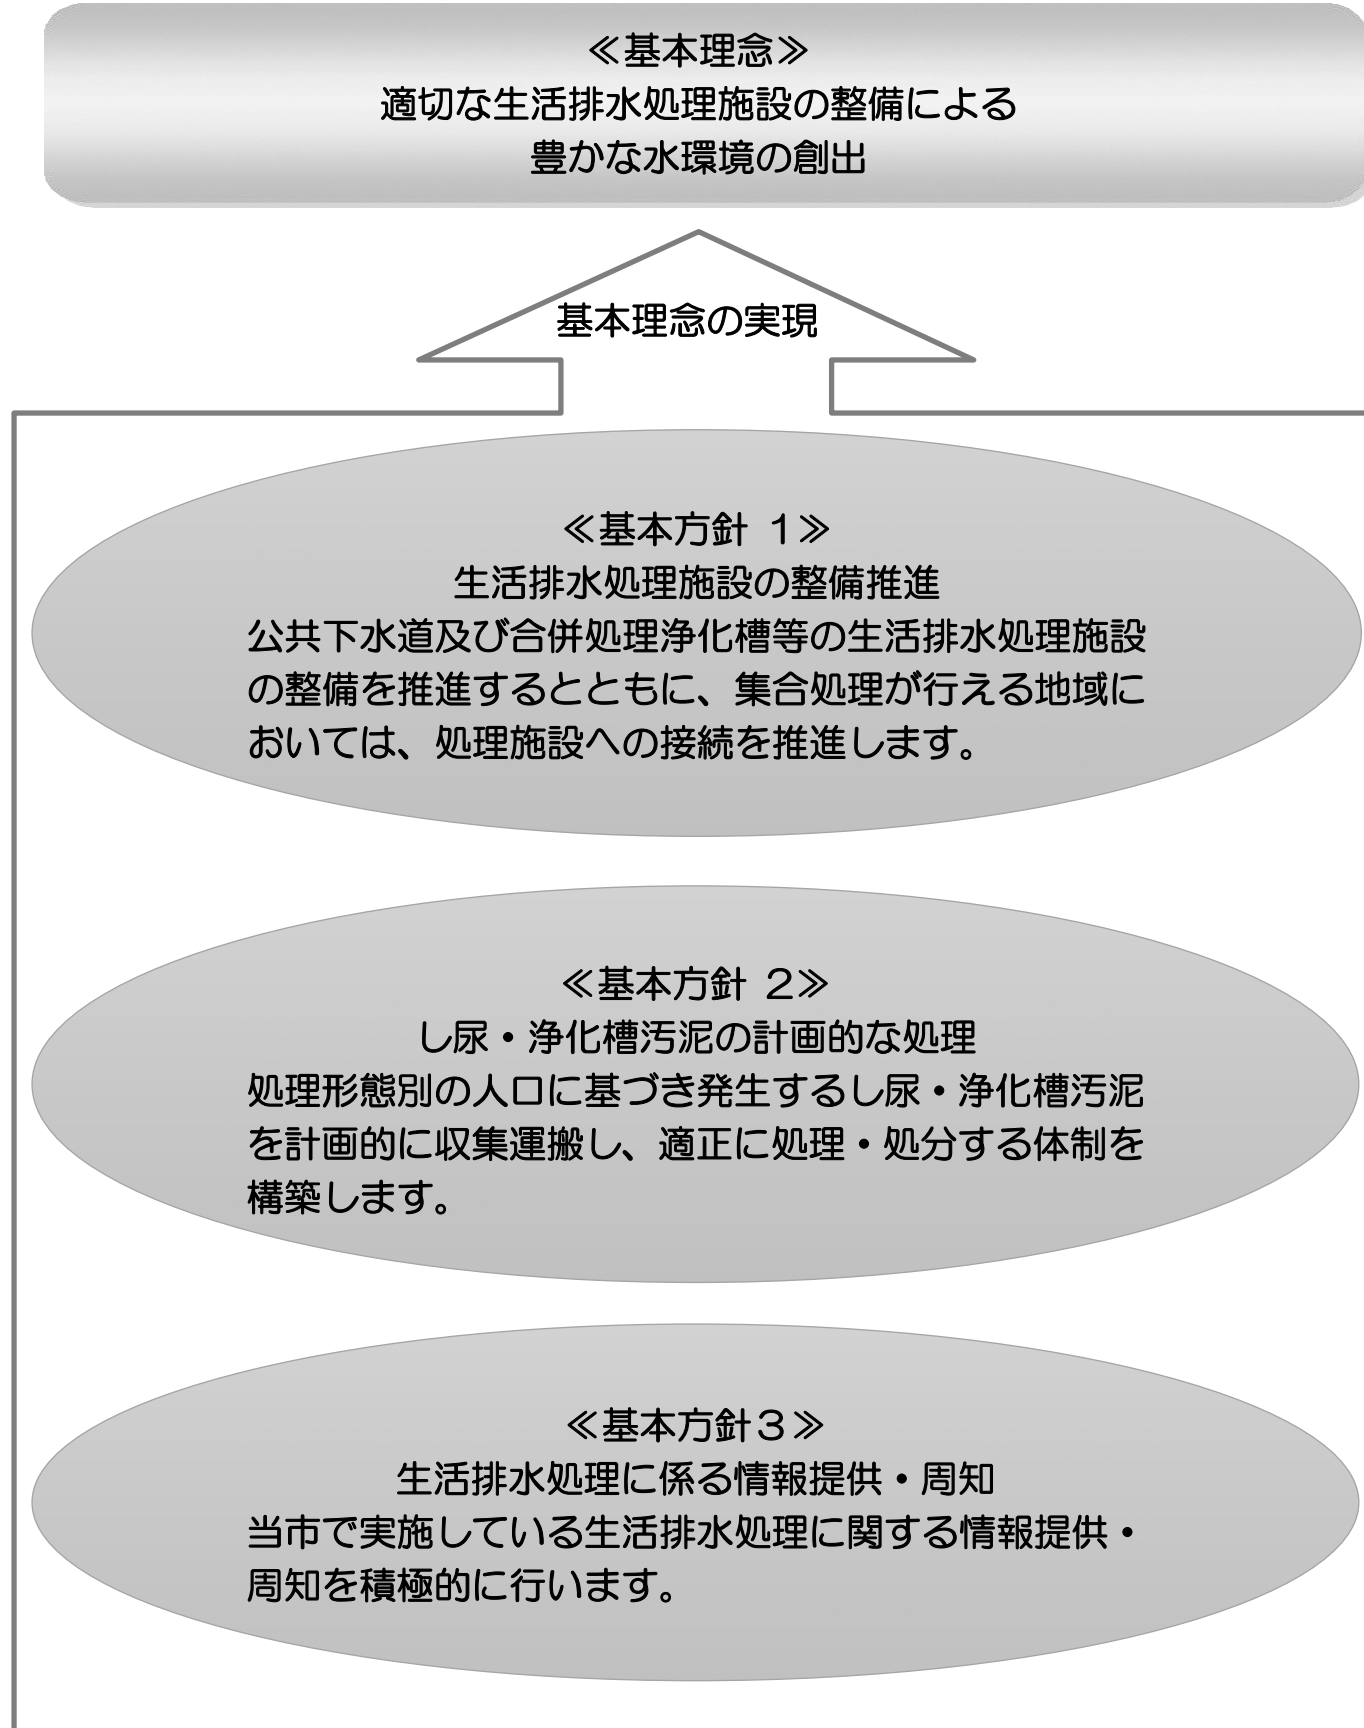 ≪基本理念≫
適切な生活排水処理施設の整備による
豊かな水環境の創出
基本理念の実現
≪基本方針 １≫
生活排水処理施設の整備推進
公共下水道及び合併処理浄化槽等の生活排水処理施設
の整備を推進するとともに、集合処理が行える地域に
おいては、処理施設への接続を推進します。
≪基本方針 ２≫
し尿・浄化槽汚泥の計画的な処理
処理形態別の人口に基づき発生するし尿・浄化槽汚泥
を計画的に収集運搬し、適正に処理・処分する体制を
構築します。
≪基本方針３≫
生活排水処理に係る情報提供・周知
当市で実施している生活排水処理に関する情報提供・
周知を積極的に行います。